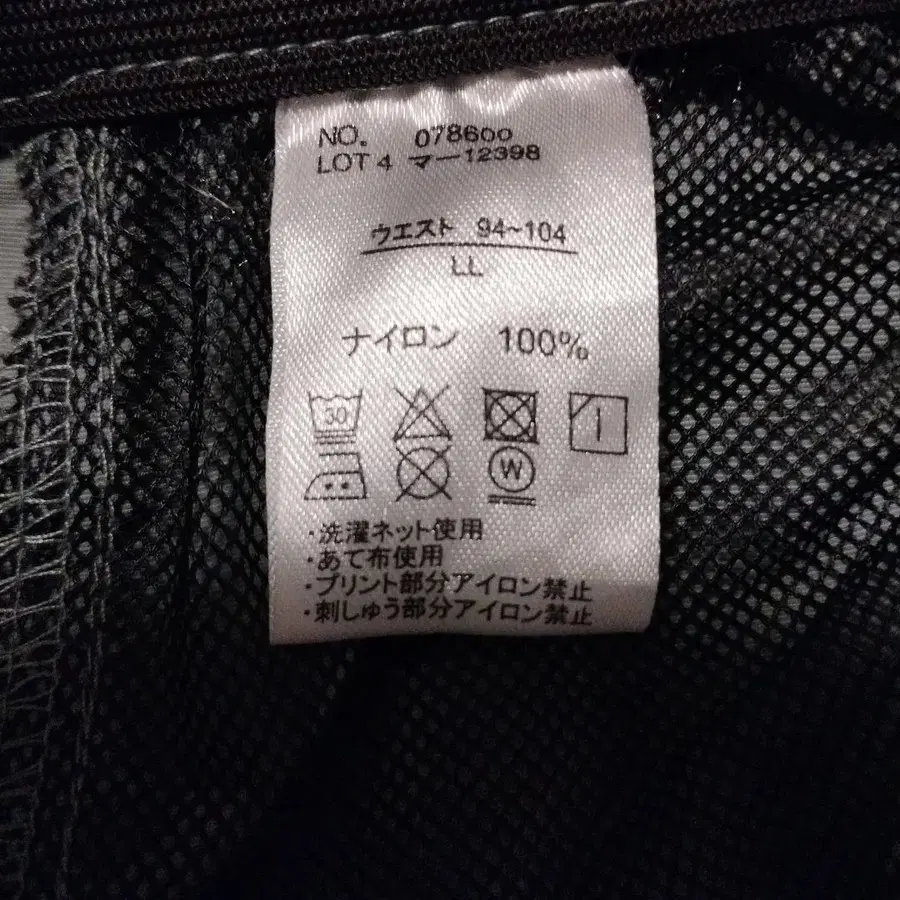 NO. 078600
LOT 4 マー12398
ウエスト 94~104
LL
ナイロン 100%
30
W
・洗濯ネット使用
・あて布使用
・プリント部分アイロン禁止
・刺しゅう部分アイロン禁止